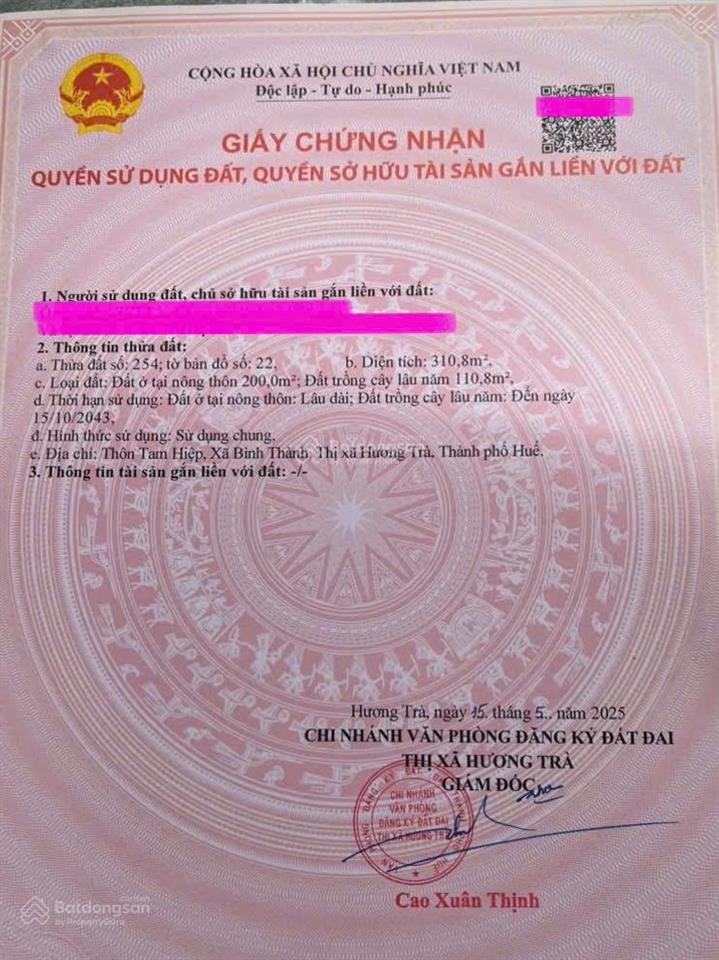 CỘNG HÒA XÃ HỘI CHỦ NGHĨA VIỆT NAM
Độc lập - Tự do - Hạnh phúc
GIẤY CHỨNG NHẬN
QUYỀN SỬ DỤNG ĐẤT, QUYỀN SỞ HỮU TÀI SẢN GẮN LIỀN VỚI ĐẤT
1. Người sử dụng đất, chủ sở hữu tài sản gắn liền với đất:
2. Thông tin thửa đất:
a. Thửa đất số: 254; tờ bản đồ số: 22, b. Diện tích: 310,8m²,
c. Loại đất: Đất ở tại nông thôn 200,0m²; Đất trồng cây lâu năm 110,8m²,
d. Thời hạn sử dụng: Đất ở tại nông thôn: Lâu dài; Đất trồng cây lâu năm: Đến ngày
15/10/2043,
đ. Hình thức sử dụng: Sử dụng chung,
e. Địa chỉ: Thôn Tam Hiệp, Xã Bình Thành, Thị xã Hương Trà, Thành phố Huế.
3. Thông tin tài sản gắn liền với đất: -/-
Batdongsan
Hương Trà, ngày 15 tháng 5.. năm 2025
CHI NHÁNH VĂN PHÒNG ĐĂNG KÝ ĐẤT ĐAI
THỊ XÃ HƯƠNG TRÀ
GIÁM ĐỐC
CHI NHÁNH
VĂN PHÒNG
ĐĂNG KÝ ĐẤT ĐAI
THỊ XÃ HƯƠNG TRÀ
Cao Xuân Thịnh
Batdongsan
by PropertyGuru